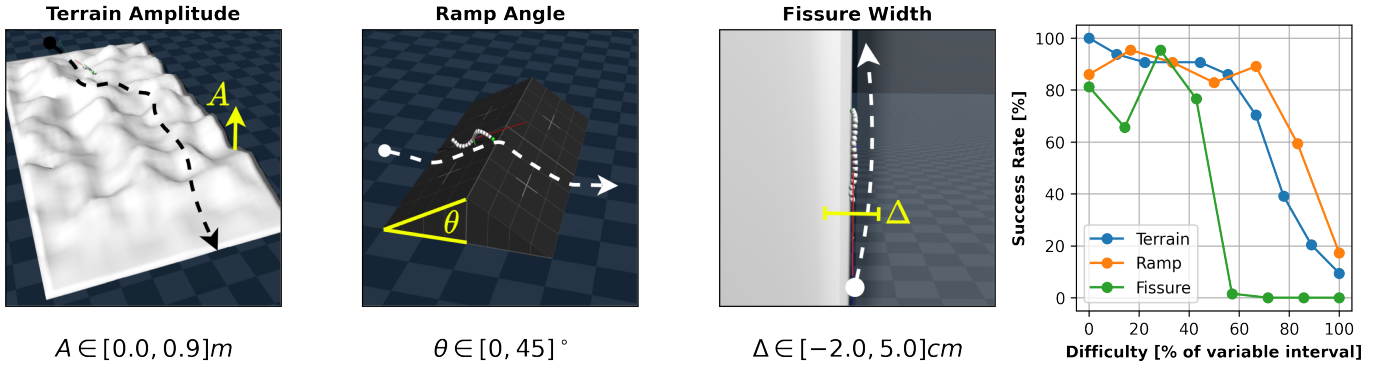 Terrain Amplitude
A
A ∈ [0.0, 0.9]m
Ramp Angle
θ
θ ∈ [0, 45]°
Fissure Width
Δ
Δ ∈ [−2.0, 5.0]cm
Success Rate [%]
100
80
60
40
20
0
Terrain
Ramp
Fissure
0 20 40 60 80 100
Difficulty [% of variable interval]